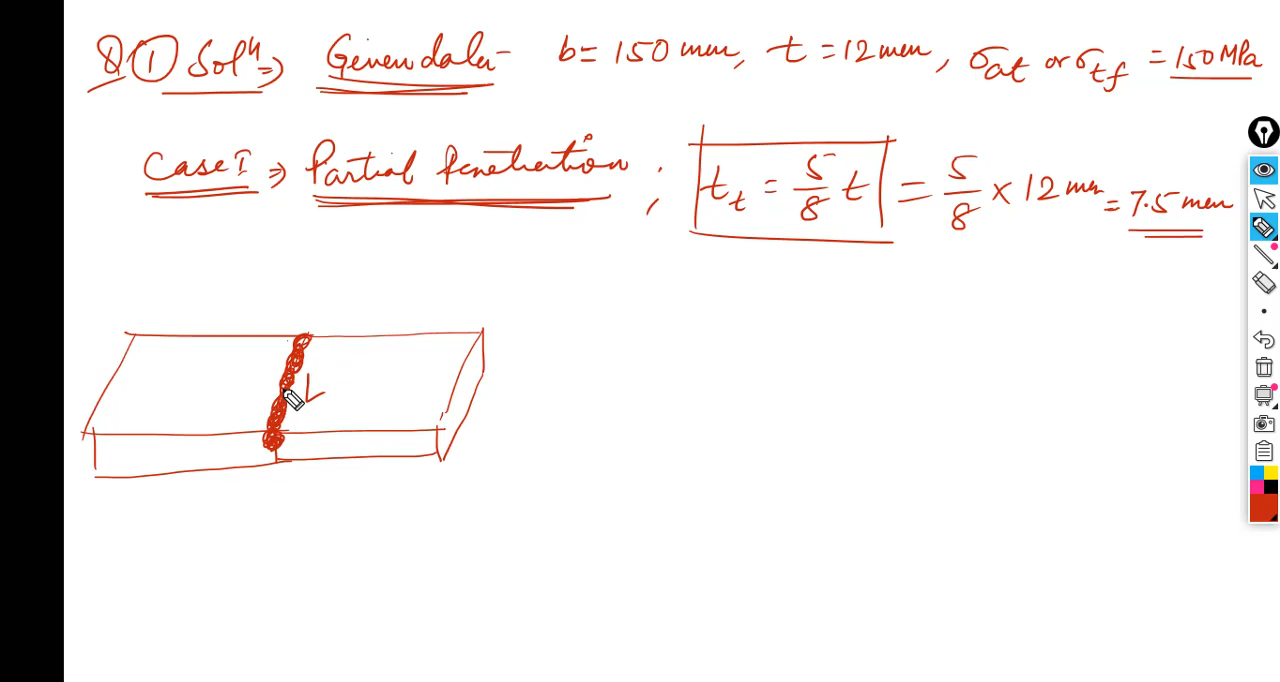 Q ① Solⁿ ⇒ Given data - b = 150 mm, t = 12 mm, σat or σtf = 150 MPa
Case I ⇒ Partial Penetration ; tt = 5/8 t = 5/8 × 12 mm = 7.5 mm